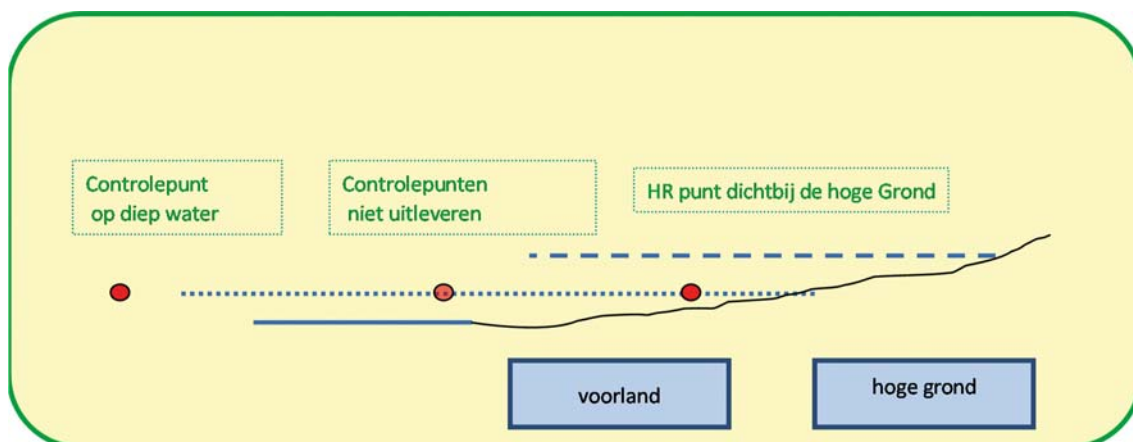 Controlepunt
op diep water
Controlepunten
niet uitleveren
HR punt dichtbij de hoge Grond
voorland
hoge grond